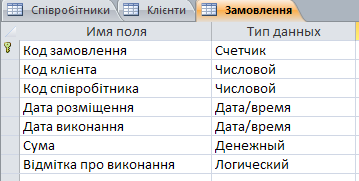 Співробітники Клієнти Замовлення
Имя поля Тип данных
Код замовлення Счетчик
Код клієнта Числовой
Код співробітника Числовой
Дата розміщення Дата/время
Дата виконання Дата/время
Сума Денежный
Відмітка про виконання Логический